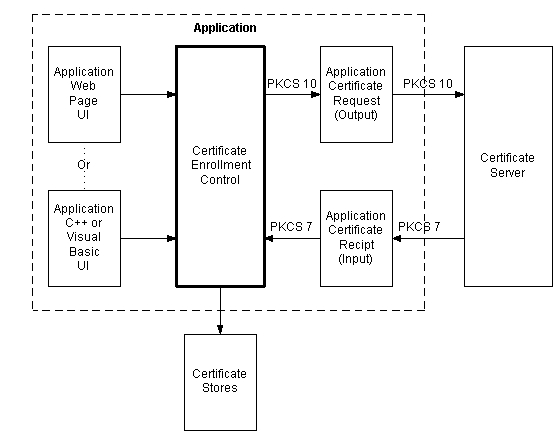 Application
Application
Web
Page
UI
Or
Application
C++ or
Visual
Basic
UI
Certificate
Enrollment
Control
PKCS 10
Application
Certificate
Request
(Output)
PKCS 10
PKCS 7
Application
Certificate
Recipt
(Input)
PKCS 7
Certificate
Server
Certificate
Stores